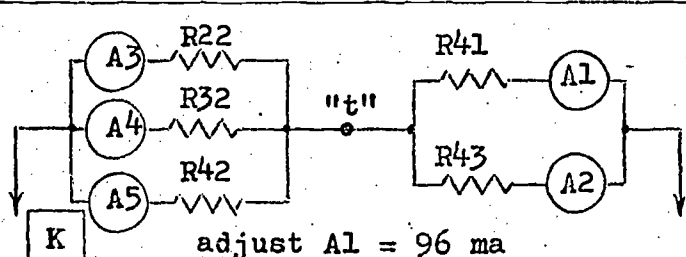 R22 R41
A3 A1
R32 "t"
A4
R42 R43
A5 A2
K adjust A1 = 96 ma